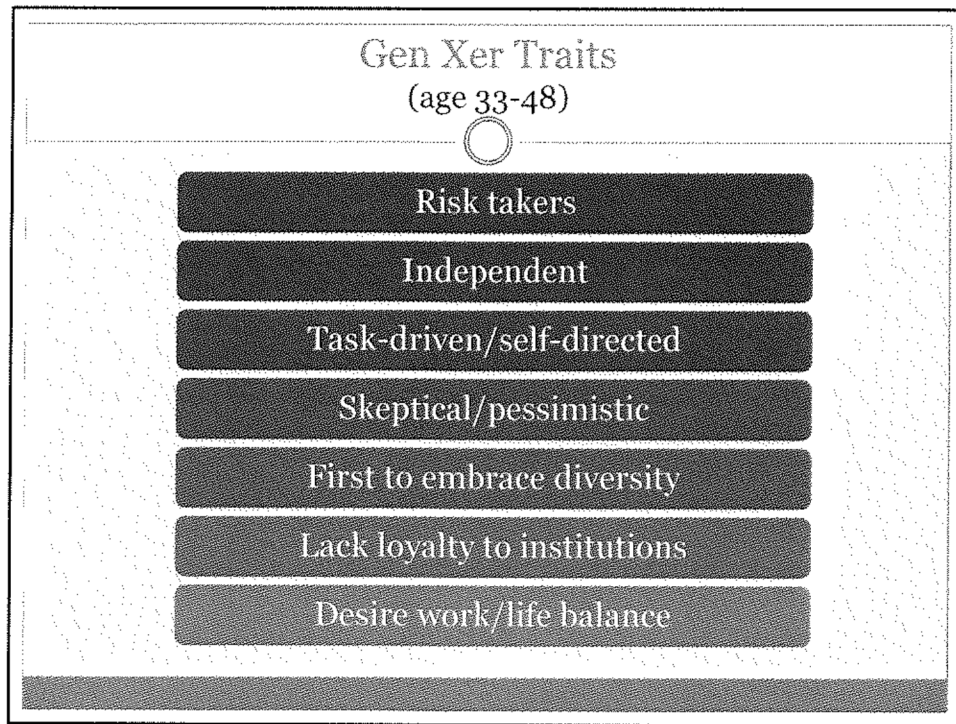 Gen Xer Traits
(age 33-48)
Risk takers
Independent
Task-driven/self-directed
Skeptical/pessimistic
First to embrace diversity
Lack loyalty to institutions
Desire work/life balance